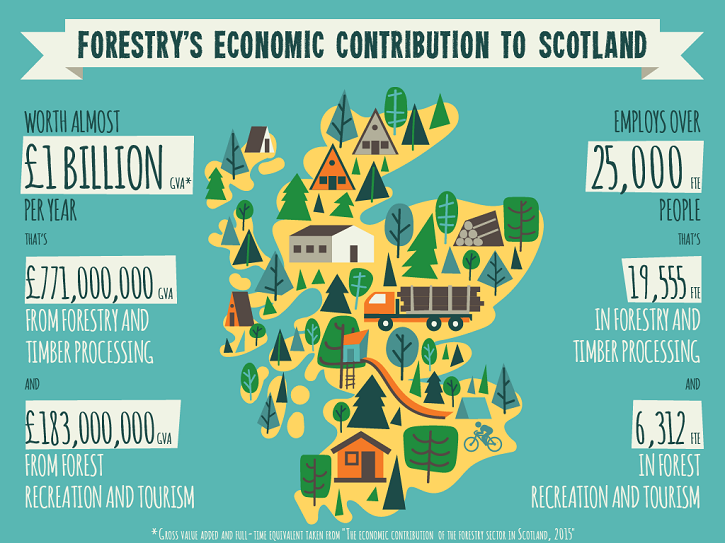 FORESTRY'S ECONOMIC CONTRIBUTION TO SCOTLAND
WORTH ALMOST
£1 BILLION GVA*
PER YEAR
THAT'S
£771,000,000 GVA
FROM FORESTRY AND
TIMBER PROCESSING
AND
£183,000,000 GVA
FROM FOREST
RECREATION AND TOURISM
EMPLOYS OVER
25,000 FTE
PEOPLE
THAT'S
19,555 FTE
IN FORESTRY AND
TIMBER PROCESSING
AND
6,312 FTE
IN FOREST
RECREATION AND TOURISM
* GROSS VALUE ADDED AND FULL-TIME EQUIVALENT TAKEN FROM "THE ECONOMIC CONTRIBUTION OF THE FORESTRY SECTOR IN SCOTLAND, 2015"